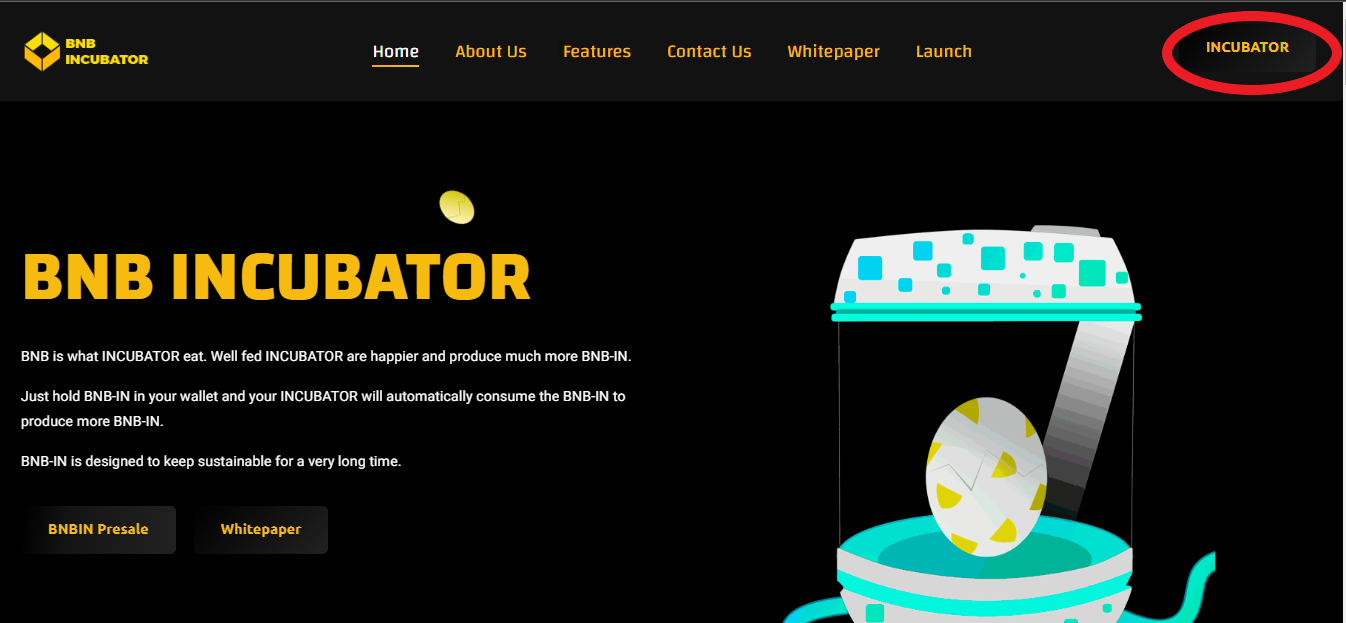 BNB
INCUBATOR
Home
About Us
Features
Contact Us
Whitepaper
Launch
INCUBATOR
BNB INCUBATOR
BNB is what INCUBATOR eat. Well fed INCUBATOR are happier and produce much more BNB-IN.
Just hold BNB-IN in your wallet and your INCUBATOR will automatically consume the BNB-IN to
produce more BNB-IN.
BNB-IN is designed to keep sustainable for a very long time.
BNBIN Presale
Whitepaper